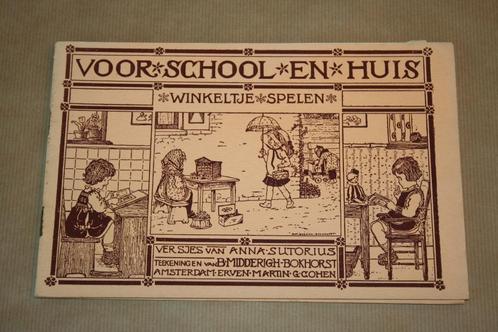 VOOR SCHOOL EN HUIS
WINKELTJE SPELEN
VERSJES VAN ANNA SUTORIUS
TEEKENINGEN VAN B. MIDDERIGH-BOKHORST
AMSTERDAM-ERVEN MARTIN G. COHEN